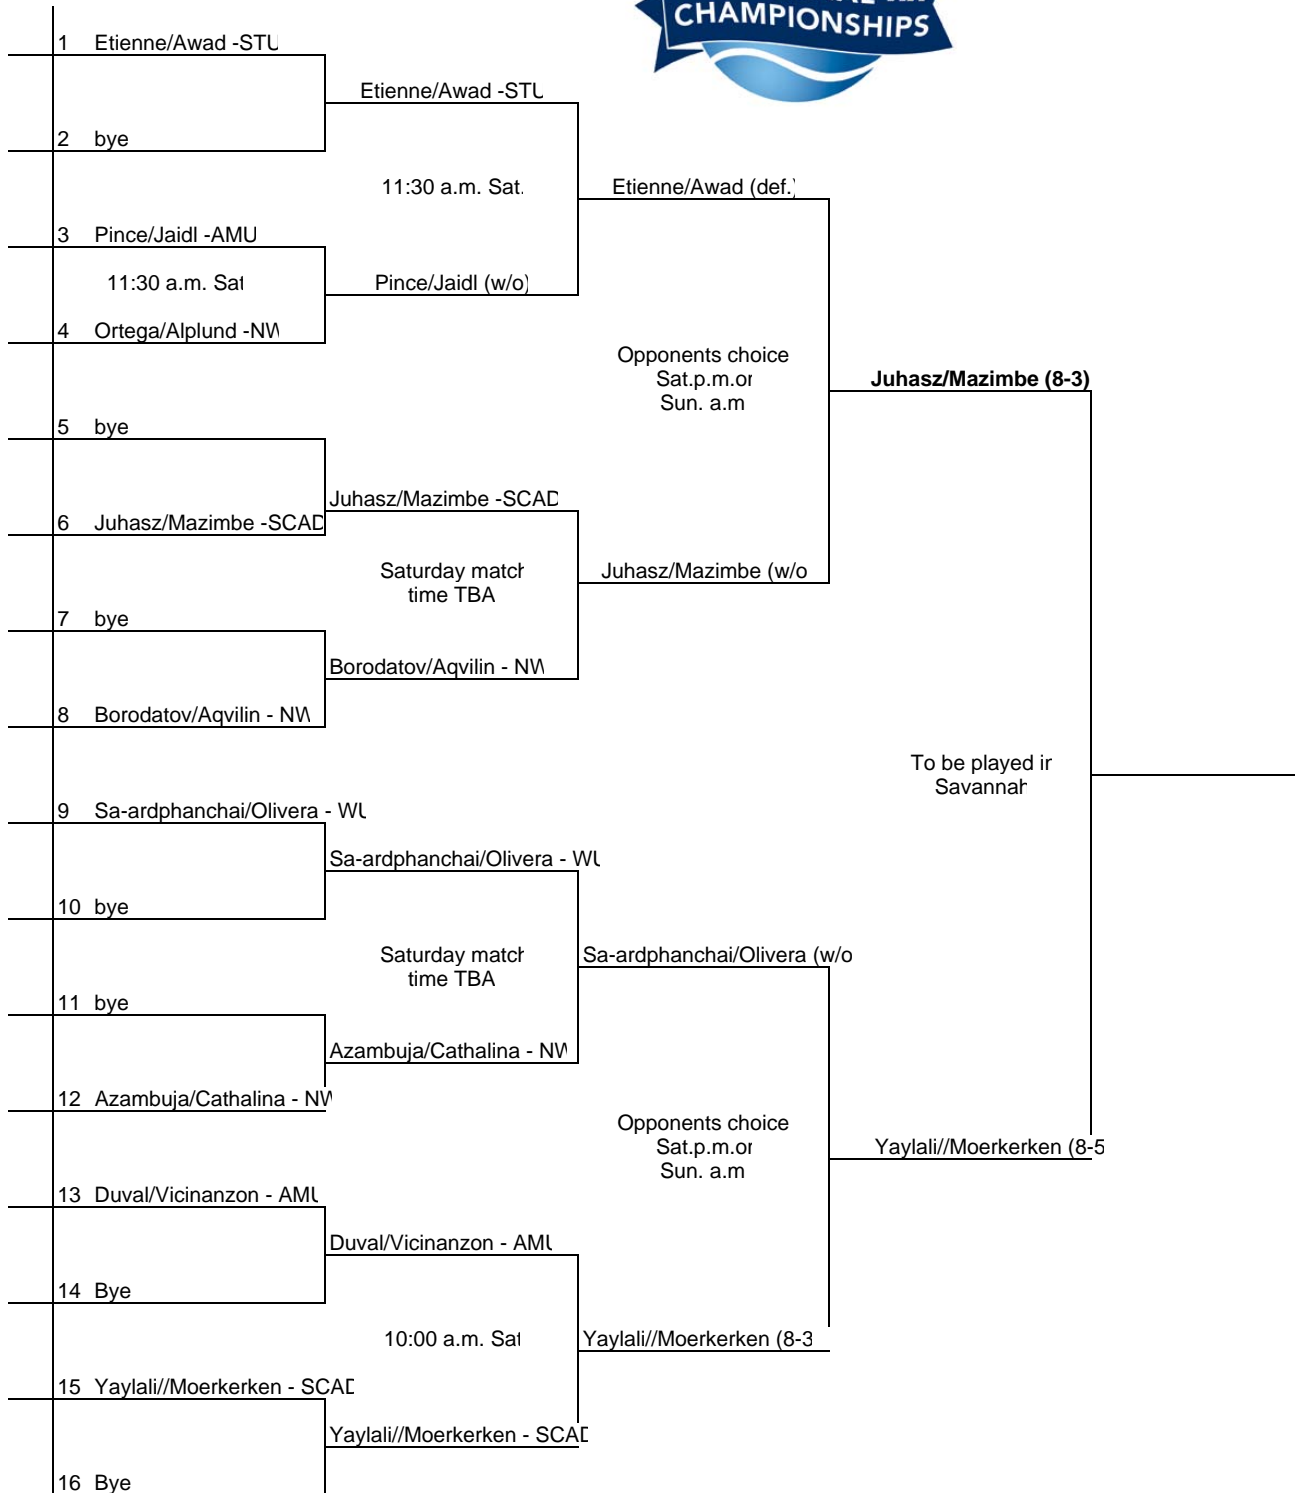 CHAMPIONSHIPS
1 Etienne/Awad -STU
Etienne/Awad -STU
2 bye
11:30 a.m. Sat.
Etienne/Awad (def.)
3 Pince/Jaidl -AMU
11:30 a.m. Sat
Pince/Jaidl (w/o)
4 Ortega/Alplund -NW
Opponents choice
Sat.p.m.or
Sun. a.m
Juhasz/Mazimbe (8-3)
5 bye
Juhasz/Mazimbe -SCAD
6 Juhasz/Mazimbe -SCAD
Saturday match
time TBA
Juhasz/Mazimbe (w/o
7 bye
Borodatov/Aqvilin - NW
8 Borodatov/Aqvilin - NW
To be played in
Savannah
9 Sa-ardphanchai/Olivera - WU
Sa-ardphanchai/Olivera - WU
10 bye
Saturday match
time TBA
Sa-ardphanchai/Olivera (w/o
11 bye
Azambuja/Cathalina - NW
12 Azambuja/Cathalina - NW
Opponents choice
Sat.p.m.or
Sun. a.m
Yaylali//Moerkerken (8-5
13 Duval/Vicinanzon - AMU
Duval/Vicinanzon - AMU
14 Bye
10:00 a.m. Sat
Yaylali//Moerkerken (8-3
15 Yaylali//Moerkerken - SCAD
Yaylali//Moerkerken - SCAD
16 Bye